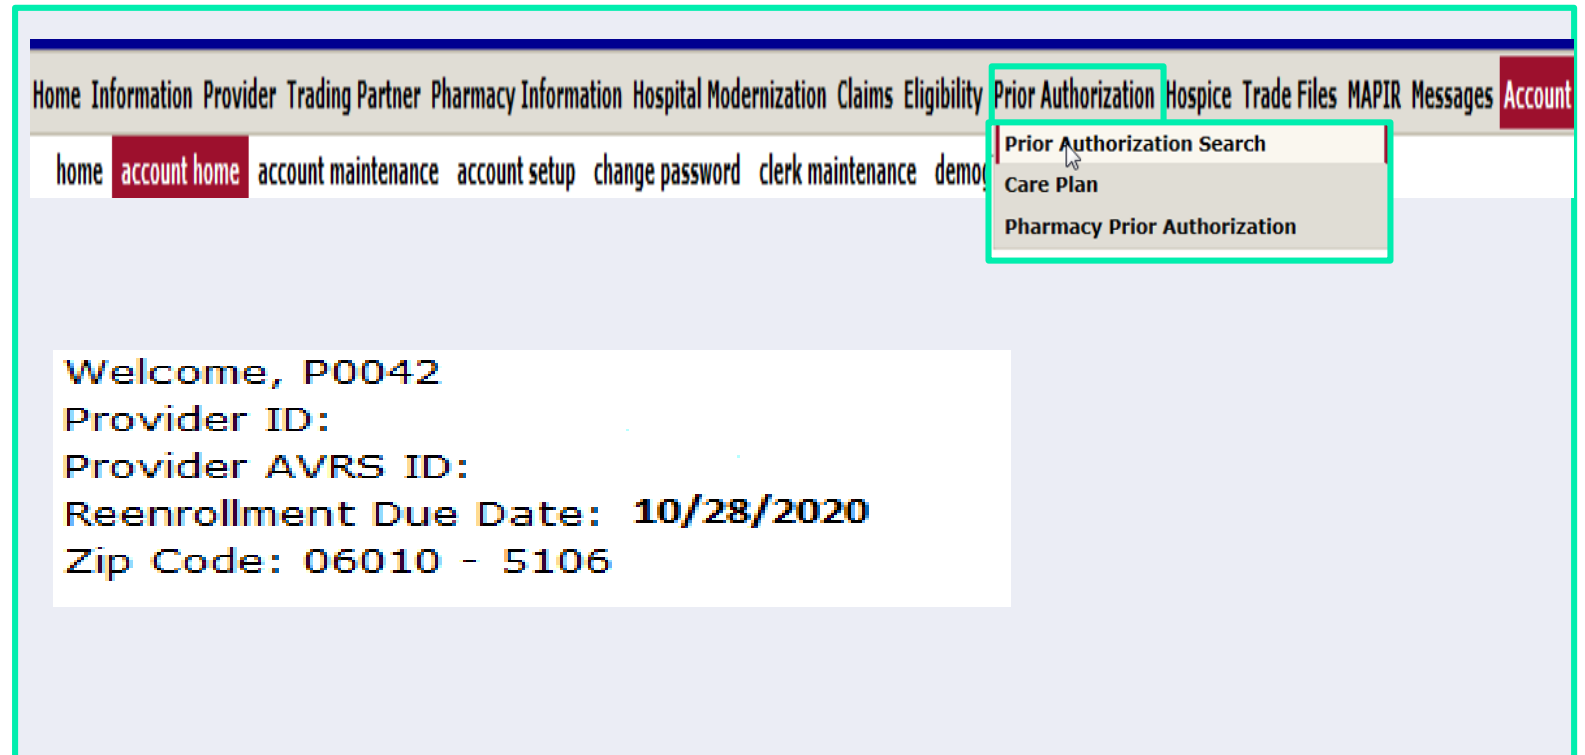 Home Information Provider Trading Partner Pharmacy Information Hospital Modernization Claims Eligibility Prior Authorization Hospice Trade Files MAPIR Messages Account
home account home account maintenance account setup change password clerk maintenance demog
Prior Authorization Search
Care Plan
Pharmacy Prior Authorization
Welcome, P0042
Provider ID:
Provider AVRS ID:
Reenrollment Due Date: 10/28/2020
Zip Code: 06010 - 5106